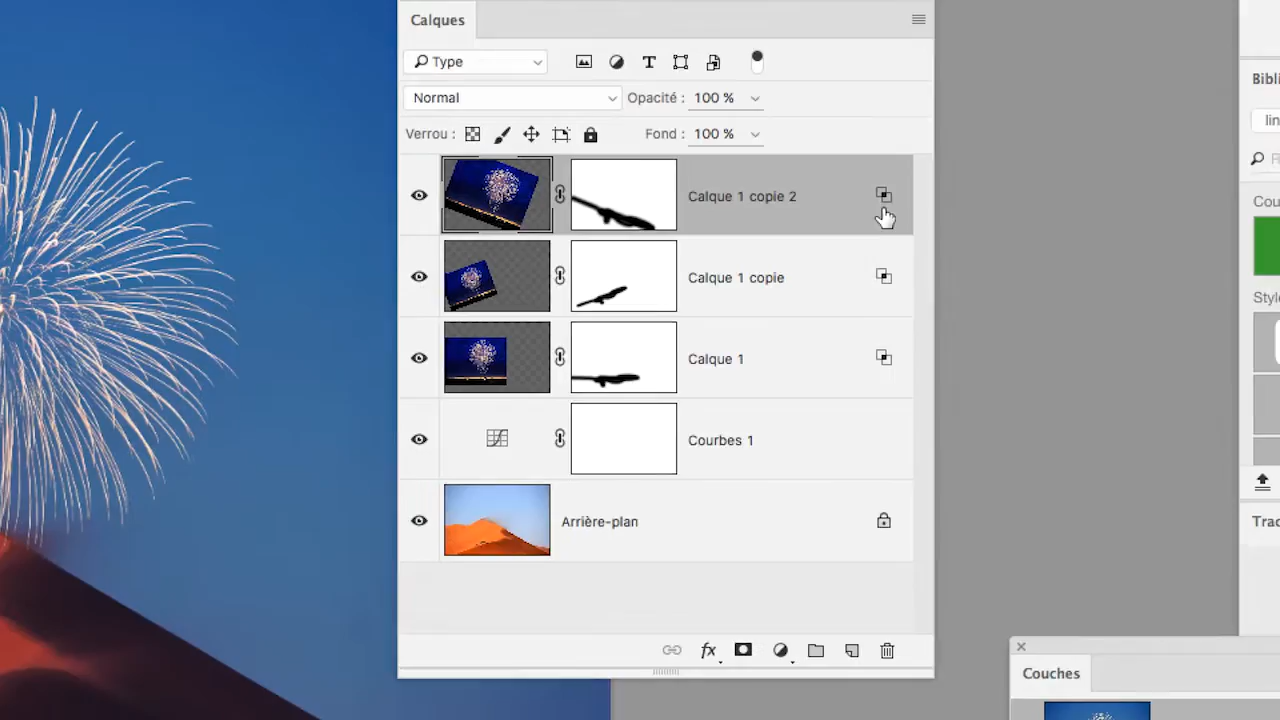 Calques
Type
Normal
Opacité : 100 %
Verrou :
Fond : 100 %
Calque 1 copie 2
Calque 1 copie
Calque 1
Courbes 1
Arrière-plan
fx
Bibli
lin
Cou
Style
Trac
Couches